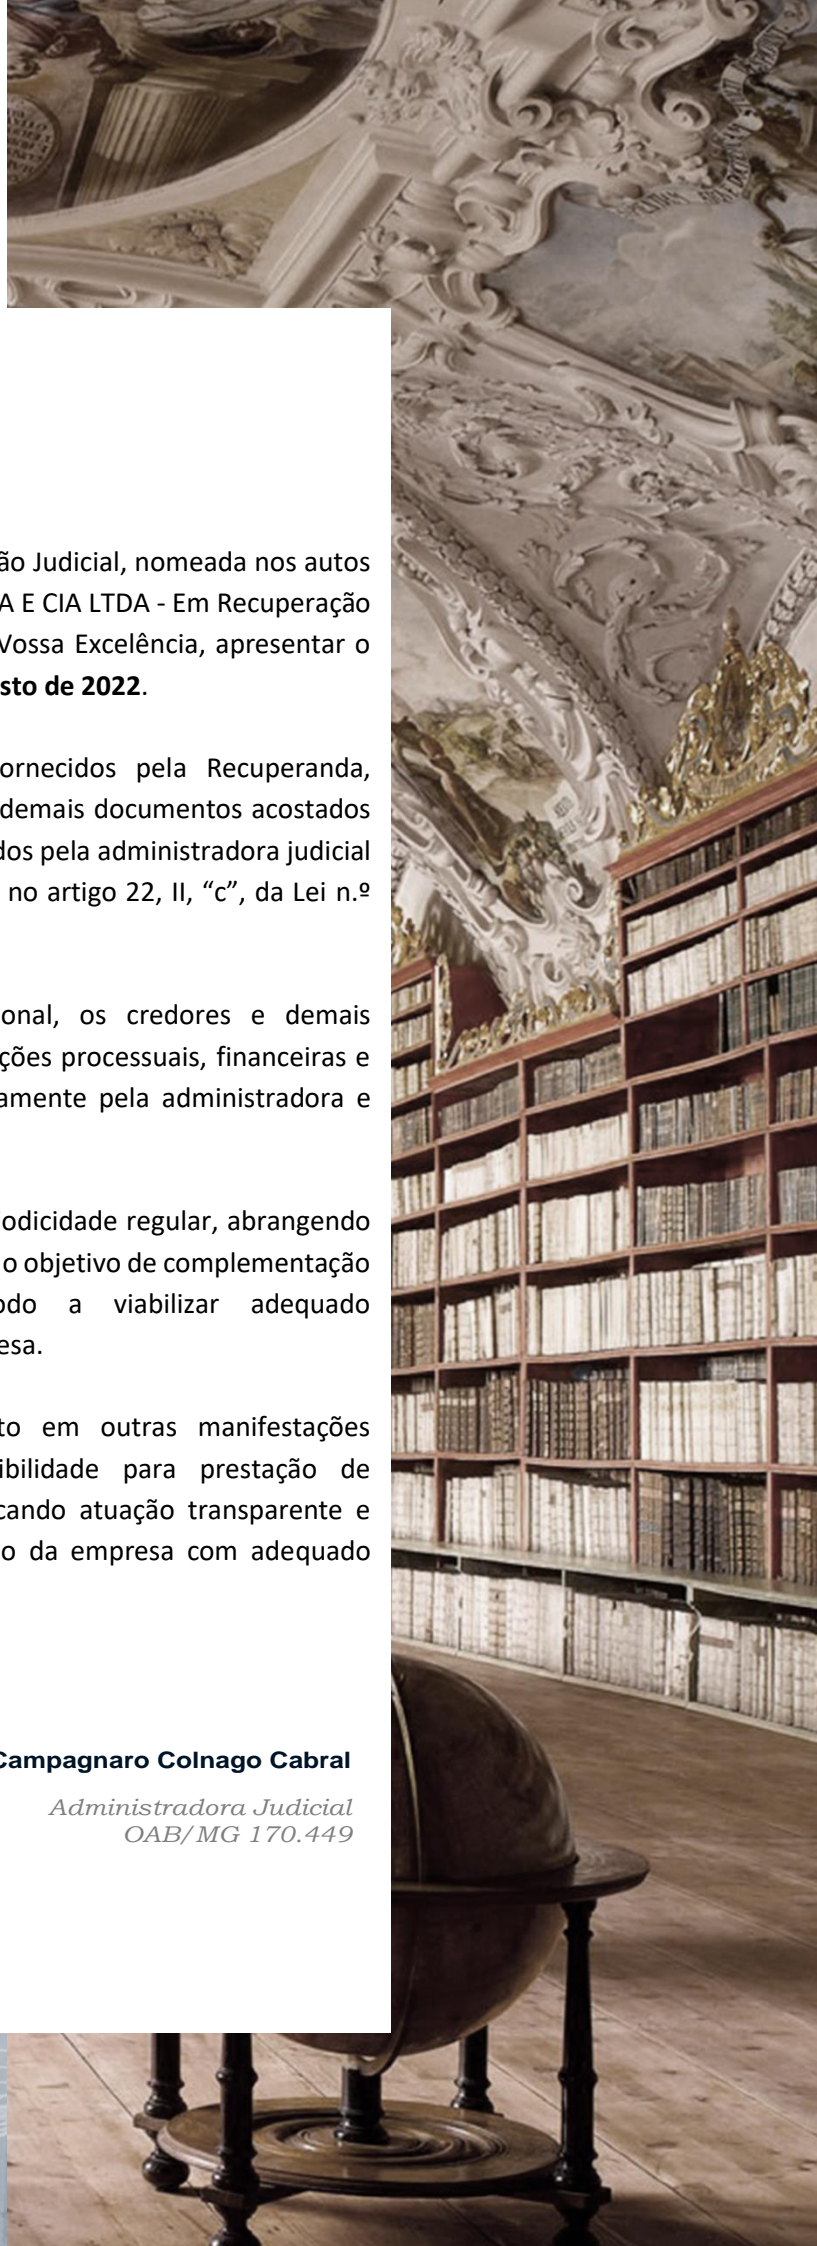 ão Judicial, nomeada nos autos
A E CIA LTDA - Em Recuperação
Vossa Excelência, apresentar o
sto de 2022.
ornecidos pela Recuperanda,
demais documentos acostados
dos pela administradora judicial
no artigo 22, II, “c”, da Lei n.º
onal, os credores e demais
ções processuais, financeiras e
amente pela administradora e
iodicidade regular, abrangendo
o objetivo de complementação
odo a viabilizar adequado
esa.
to em outras manifestações
ibilidade para prestação de
cando atuação transparente e
o da empresa com adequado
Campagnaro Colnago Cabral
Administradora Judicial
OAB/MG 170.449